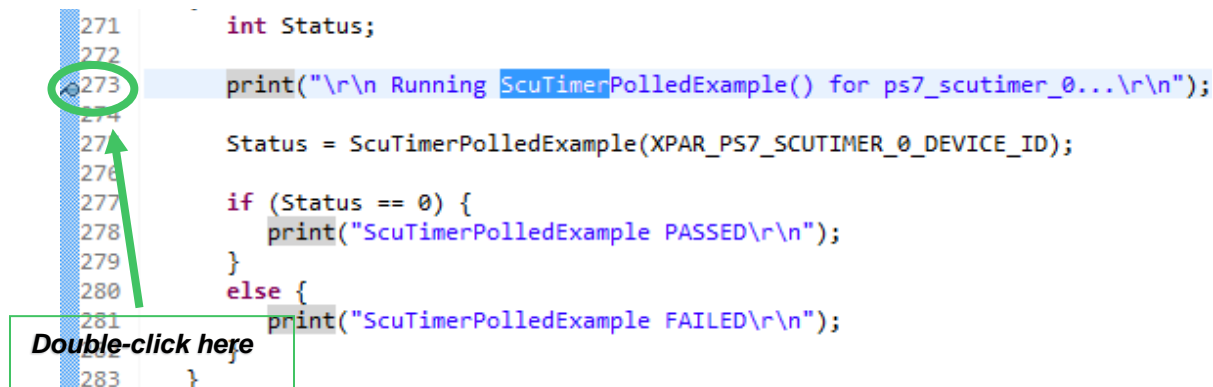 271 int Status;
272
273 print("\r\n Running ScuTimerPolledExample() for ps7_scutimer_0...\r\n");
274
27 Status = ScuTimerPolledExample(XPAR_PS7_SCUTIMER_0_DEVICE_ID);
276
277 if (Status == 0) {
278 print("ScuTimerPolledExample PASSED\r\n");
279 }
280 else {
281 print("ScuTimerPolledExample FAILED\r\n");
Double-click here
283 }